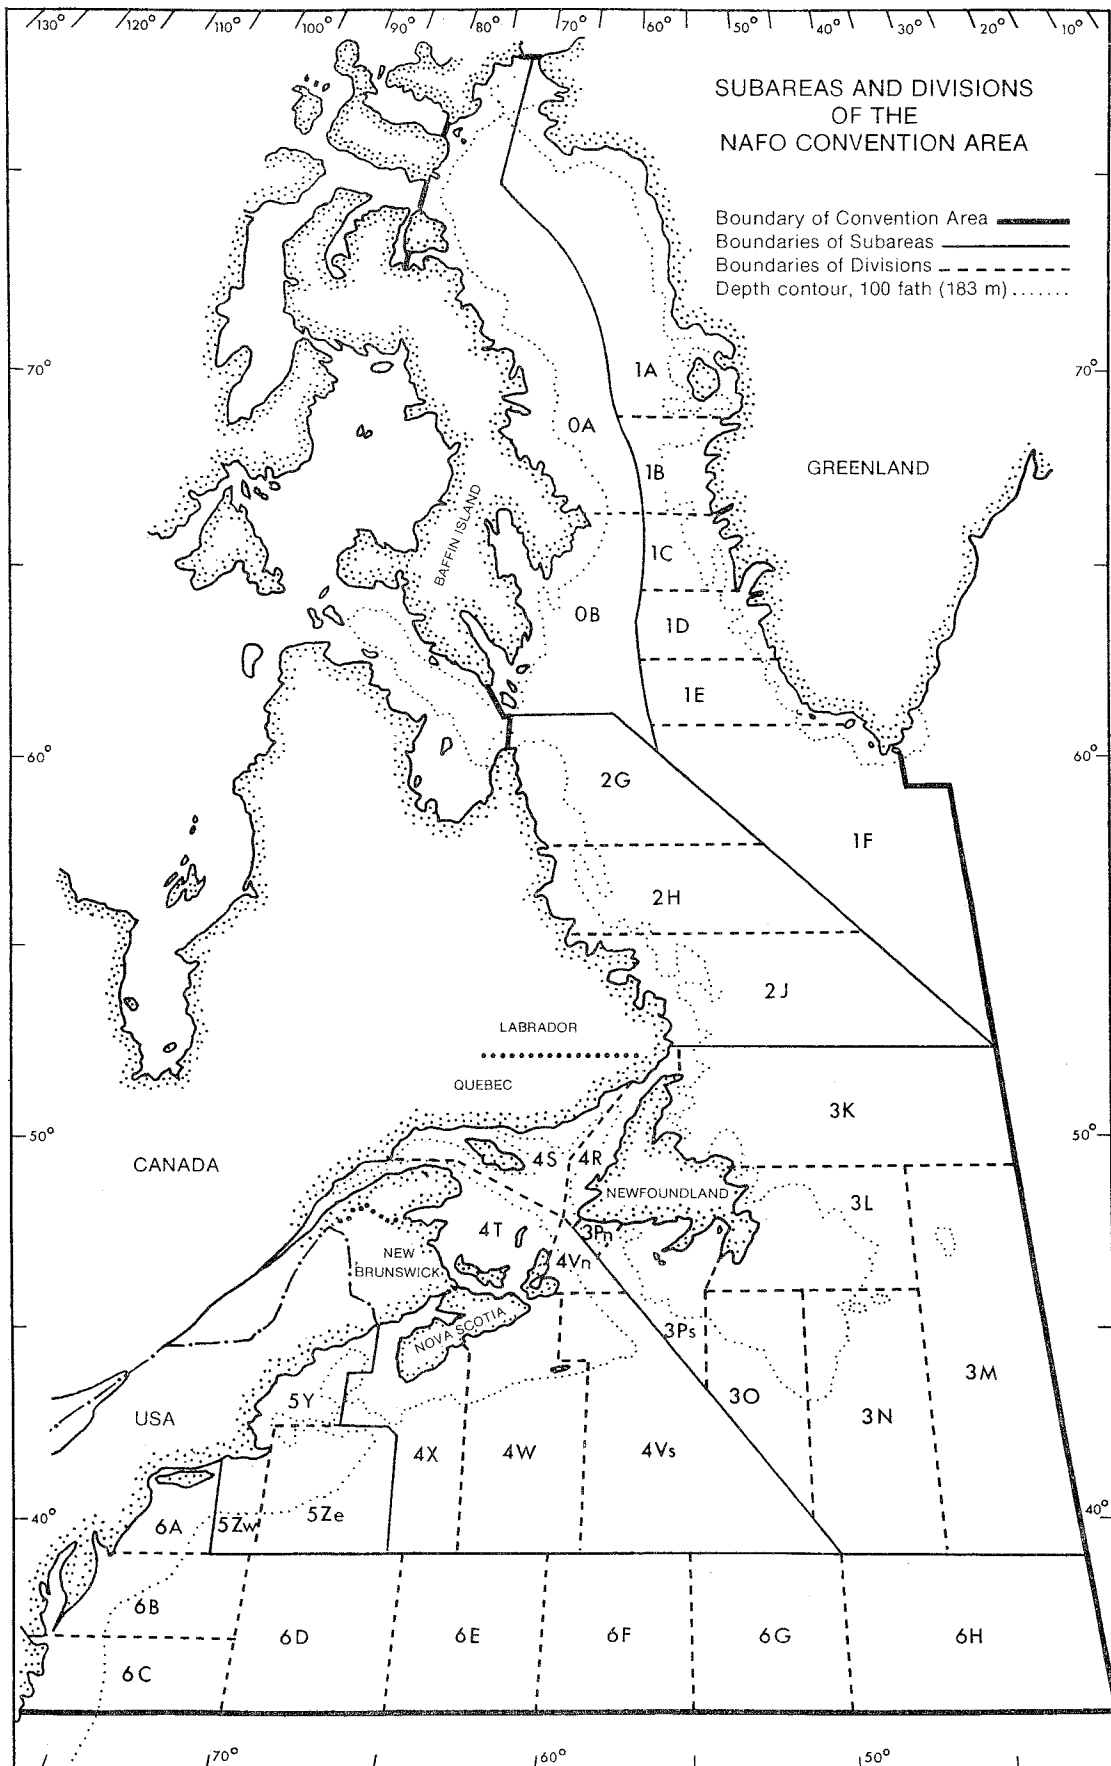 130° 120° 110° 100° 90° 80° 70° 60° 50° 40° 30° 20° 10°
SUBAREAS AND DIVISIONS
OF THE
NAFO CONVENTION AREA
Boundary of Convention Area
Boundaries of Subareas
Boundaries of Divisions
Depth contour, 100 fath (183 m)
70° 70°
1A
0A
1B
GREENLAND
BAFFIN ISLAND
1C
0B
1D
1E
60° 60°
2G
1F
2H
2J
LABRADOR
QUEBEC
3K
50° 50°
CANADA
4S 4R
NEWFOUNDLAND
3L
4T
3Pn
NEW
BRUNSWICK
4Vn
NOVA SCOTIA
3Ps
3M
5Y
3O
3N
USA
4X 4W 4Vs
40° 40°
6A 5Zw 5Ze
6B
6D 6E 6F 6G 6H
6C
70° 60° 50°